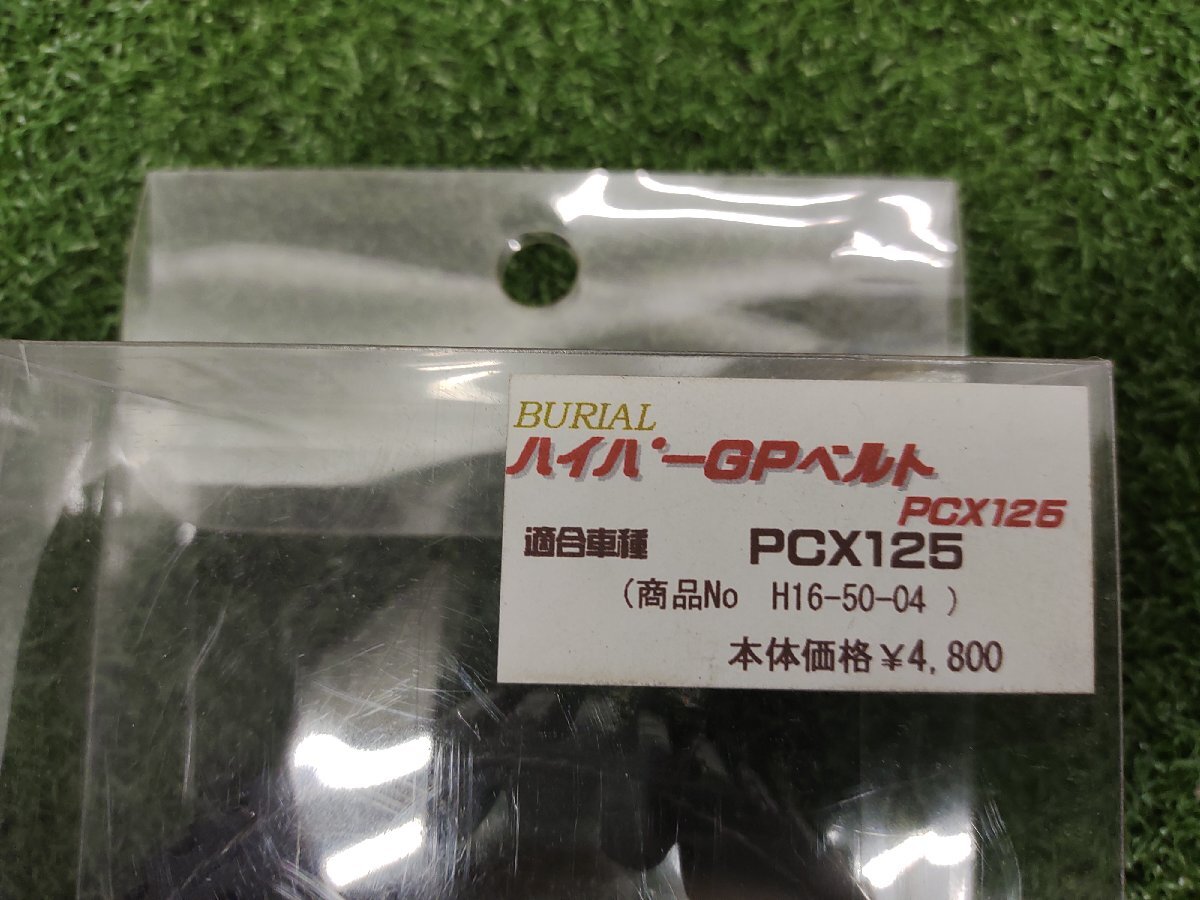 BURIAL
ハイパーGPベルト
PCX125
適合車種 PCX125
(商品No H16-50-04 )
本体価格¥4,800